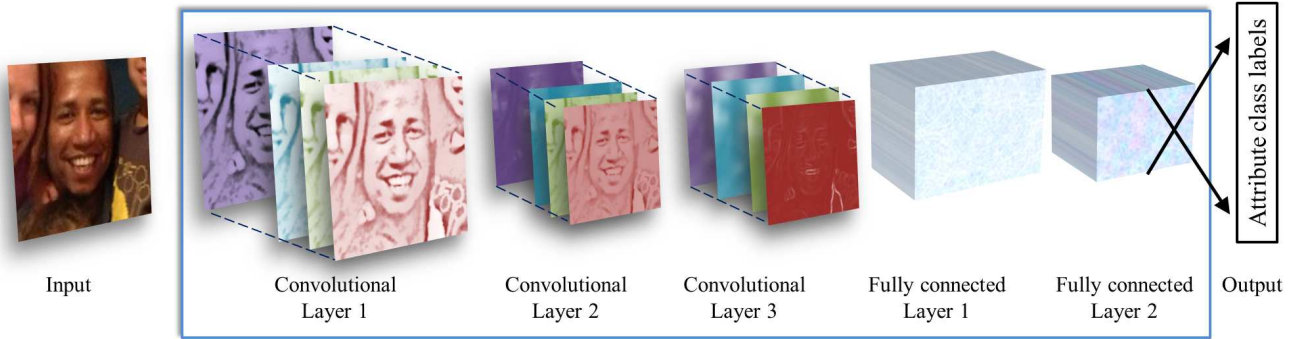 Attribute class labels
Input
Convolutional
Layer 1
Convolutional
Layer 2
Convolutional
Layer 3
Fully connected
Layer 1
Fully connected
Layer 2
Output